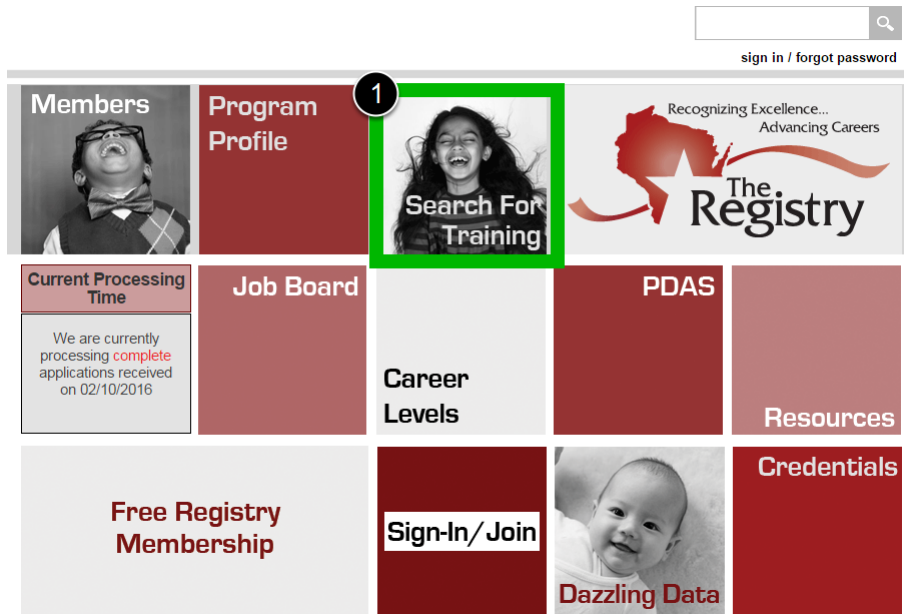 sign in / forgot password
1
Members
Program
Profile
Search For
Training
Recognizing Excellence...
Advancing Careers
The
Registry
Current Processing
Time
We are currently
processing complete
applications received
on 02/10/2016
Job Board
Career
Levels
PDAS
Resources
Free Registry
Membership
Sign-In/Join
Dazzling Data
Credentials